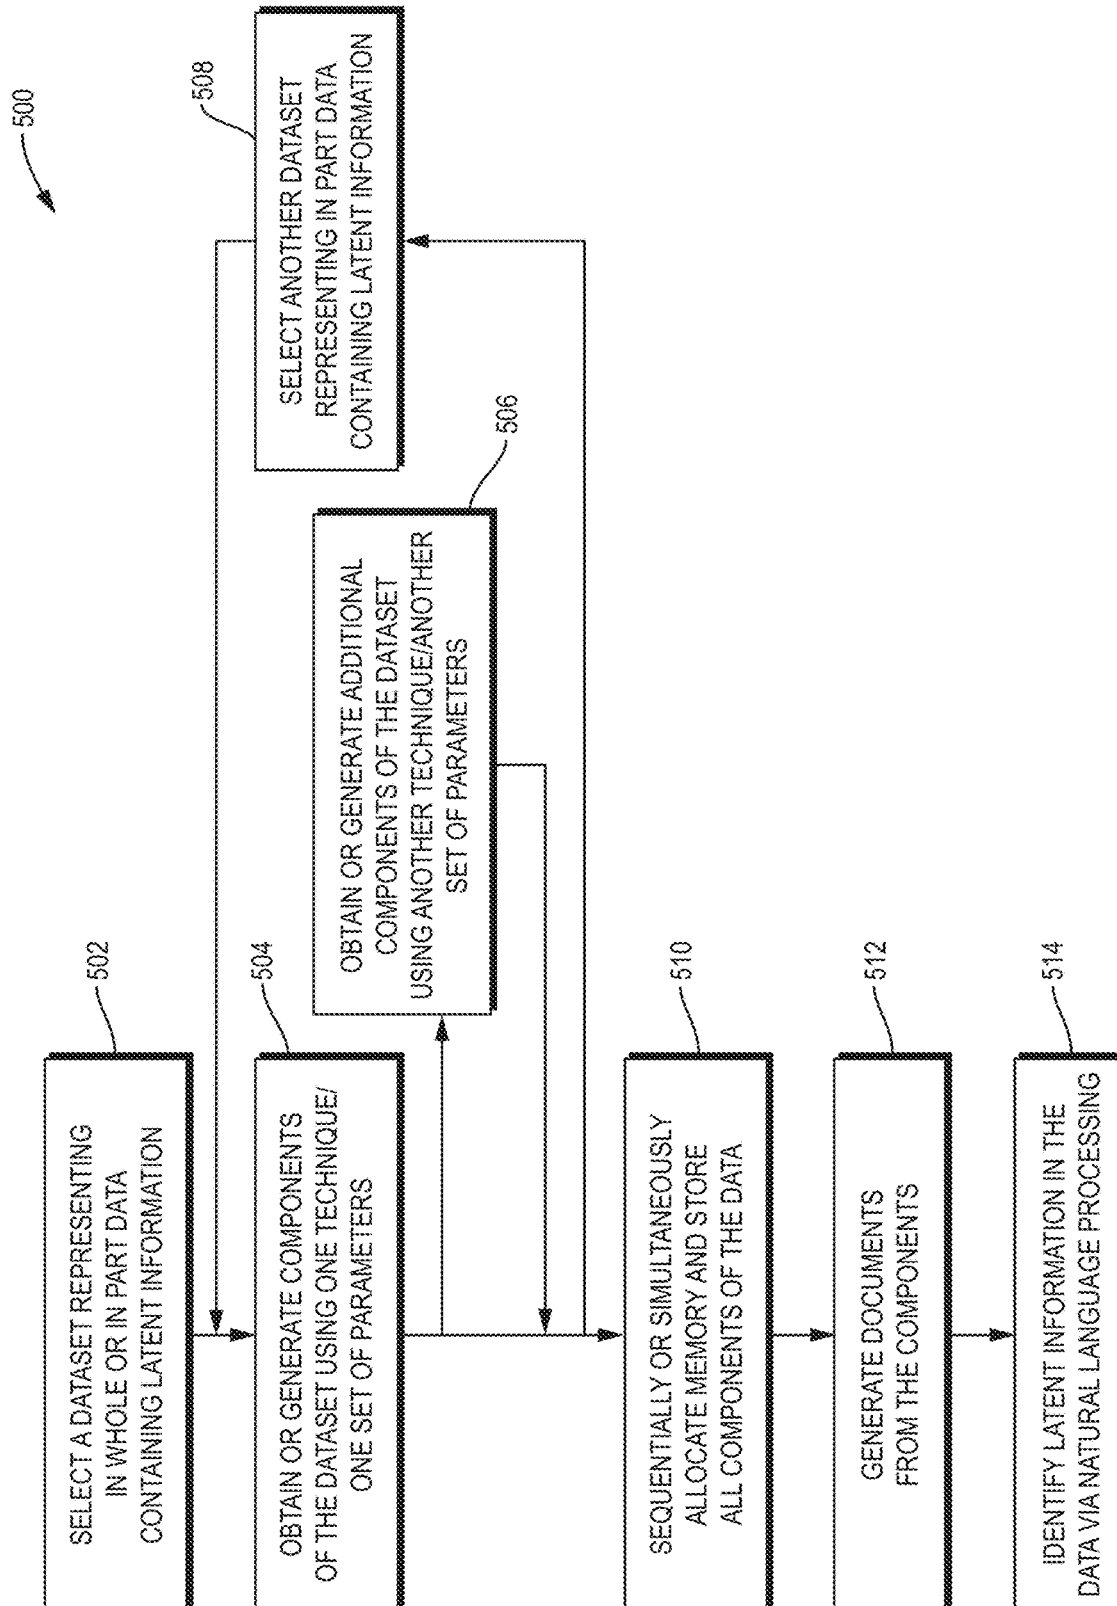 500
502
SELECT A DATASET REPRESENTING
IN WHOLE OR IN PART DATA
CONTAINING LATENT INFORMATION
504
OBTAIN OR GENERATE COMPONENTS
OF THE DATASET USING ONE TECHNIQUE/
ONE SET OF PARAMETERS
506
OBTAIN OR GENERATE ADDITIONAL
COMPONENTS OF THE DATASET
USING ANOTHER TECHNIQUE/ANOTHER
SET OF PARAMETERS
508
SELECT ANOTHER DATASET
REPRESENTING IN PART DATA
CONTAINING LATENT INFORMATION
510
SEQUENTIALLY OR SIMULTANEOUSLY
ALLOCATE MEMORY AND STORE
ALL COMPONENTS OF THE DATA
512
GENERATE DOCUMENTS
FROM THE COMPONENTS
514
IDENTIFY LATENT INFORMATION IN THE
DATA VIA NATURAL LANGUAGE PROCESSING